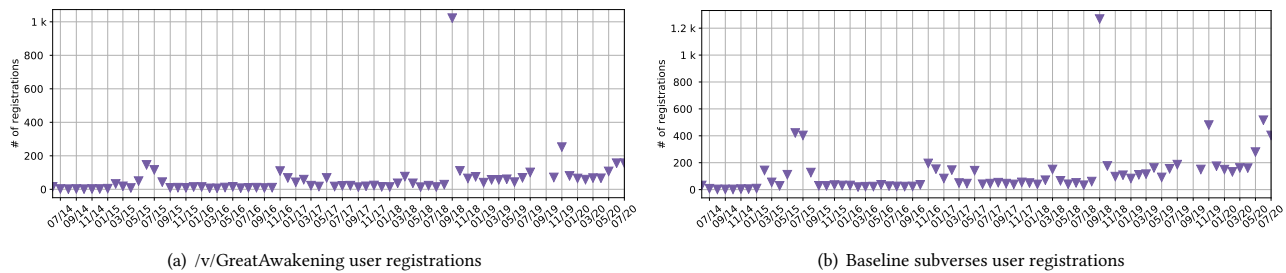 1 k
800
600
400
200
0
# of registrations
07/14 09/14 11/14 01/15 03/15 05/15 07/15 09/15 11/15 01/16 03/16 05/16 07/16 09/16 11/16 01/17 03/17 05/17 07/17 09/17 11/17 01/18 03/18 05/18 07/18 09/18 11/18 01/19 03/19 05/19 07/19 09/19 11/19 01/20 03/20 05/20 07/20
(a) /v/GreatAwakening user registrations
1.2 k
1 k
800
600
400
200
0
# of registrations
07/14 09/14 11/14 01/15 03/15 05/15 07/15 09/15 11/15 01/16 03/16 05/16 07/16 09/16 11/16 01/17 03/17 05/17 07/17 09/17 11/17 01/18 03/18 05/18 07/18 09/18 11/18 01/19 03/19 05/19 07/19 09/19 11/19 01/20 03/20 05/20 07/20
(b) Baseline subverses user registrations